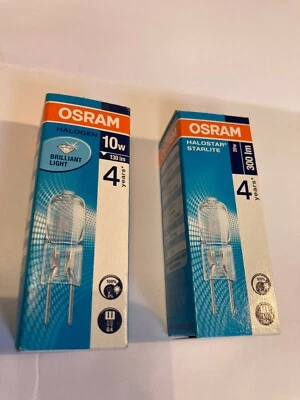 OSRAM
HALOGEN
10w
130 lm
BRILLIANT
LIGHT
4
years*
OSRAM
HALOSTAR®
STARLITE
300 lm
4
years*